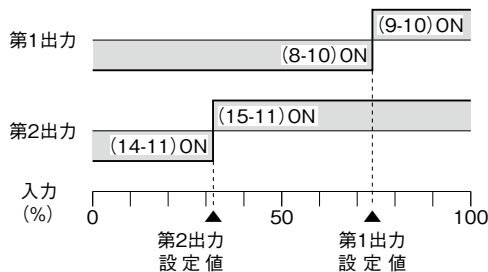 第1出力
(9-10)ON
(8-10)ON
第2出力
(15-11)ON
(14-11)ON
入力
(%)
0
50
100
第2出力
設定値
第1出力
設定値